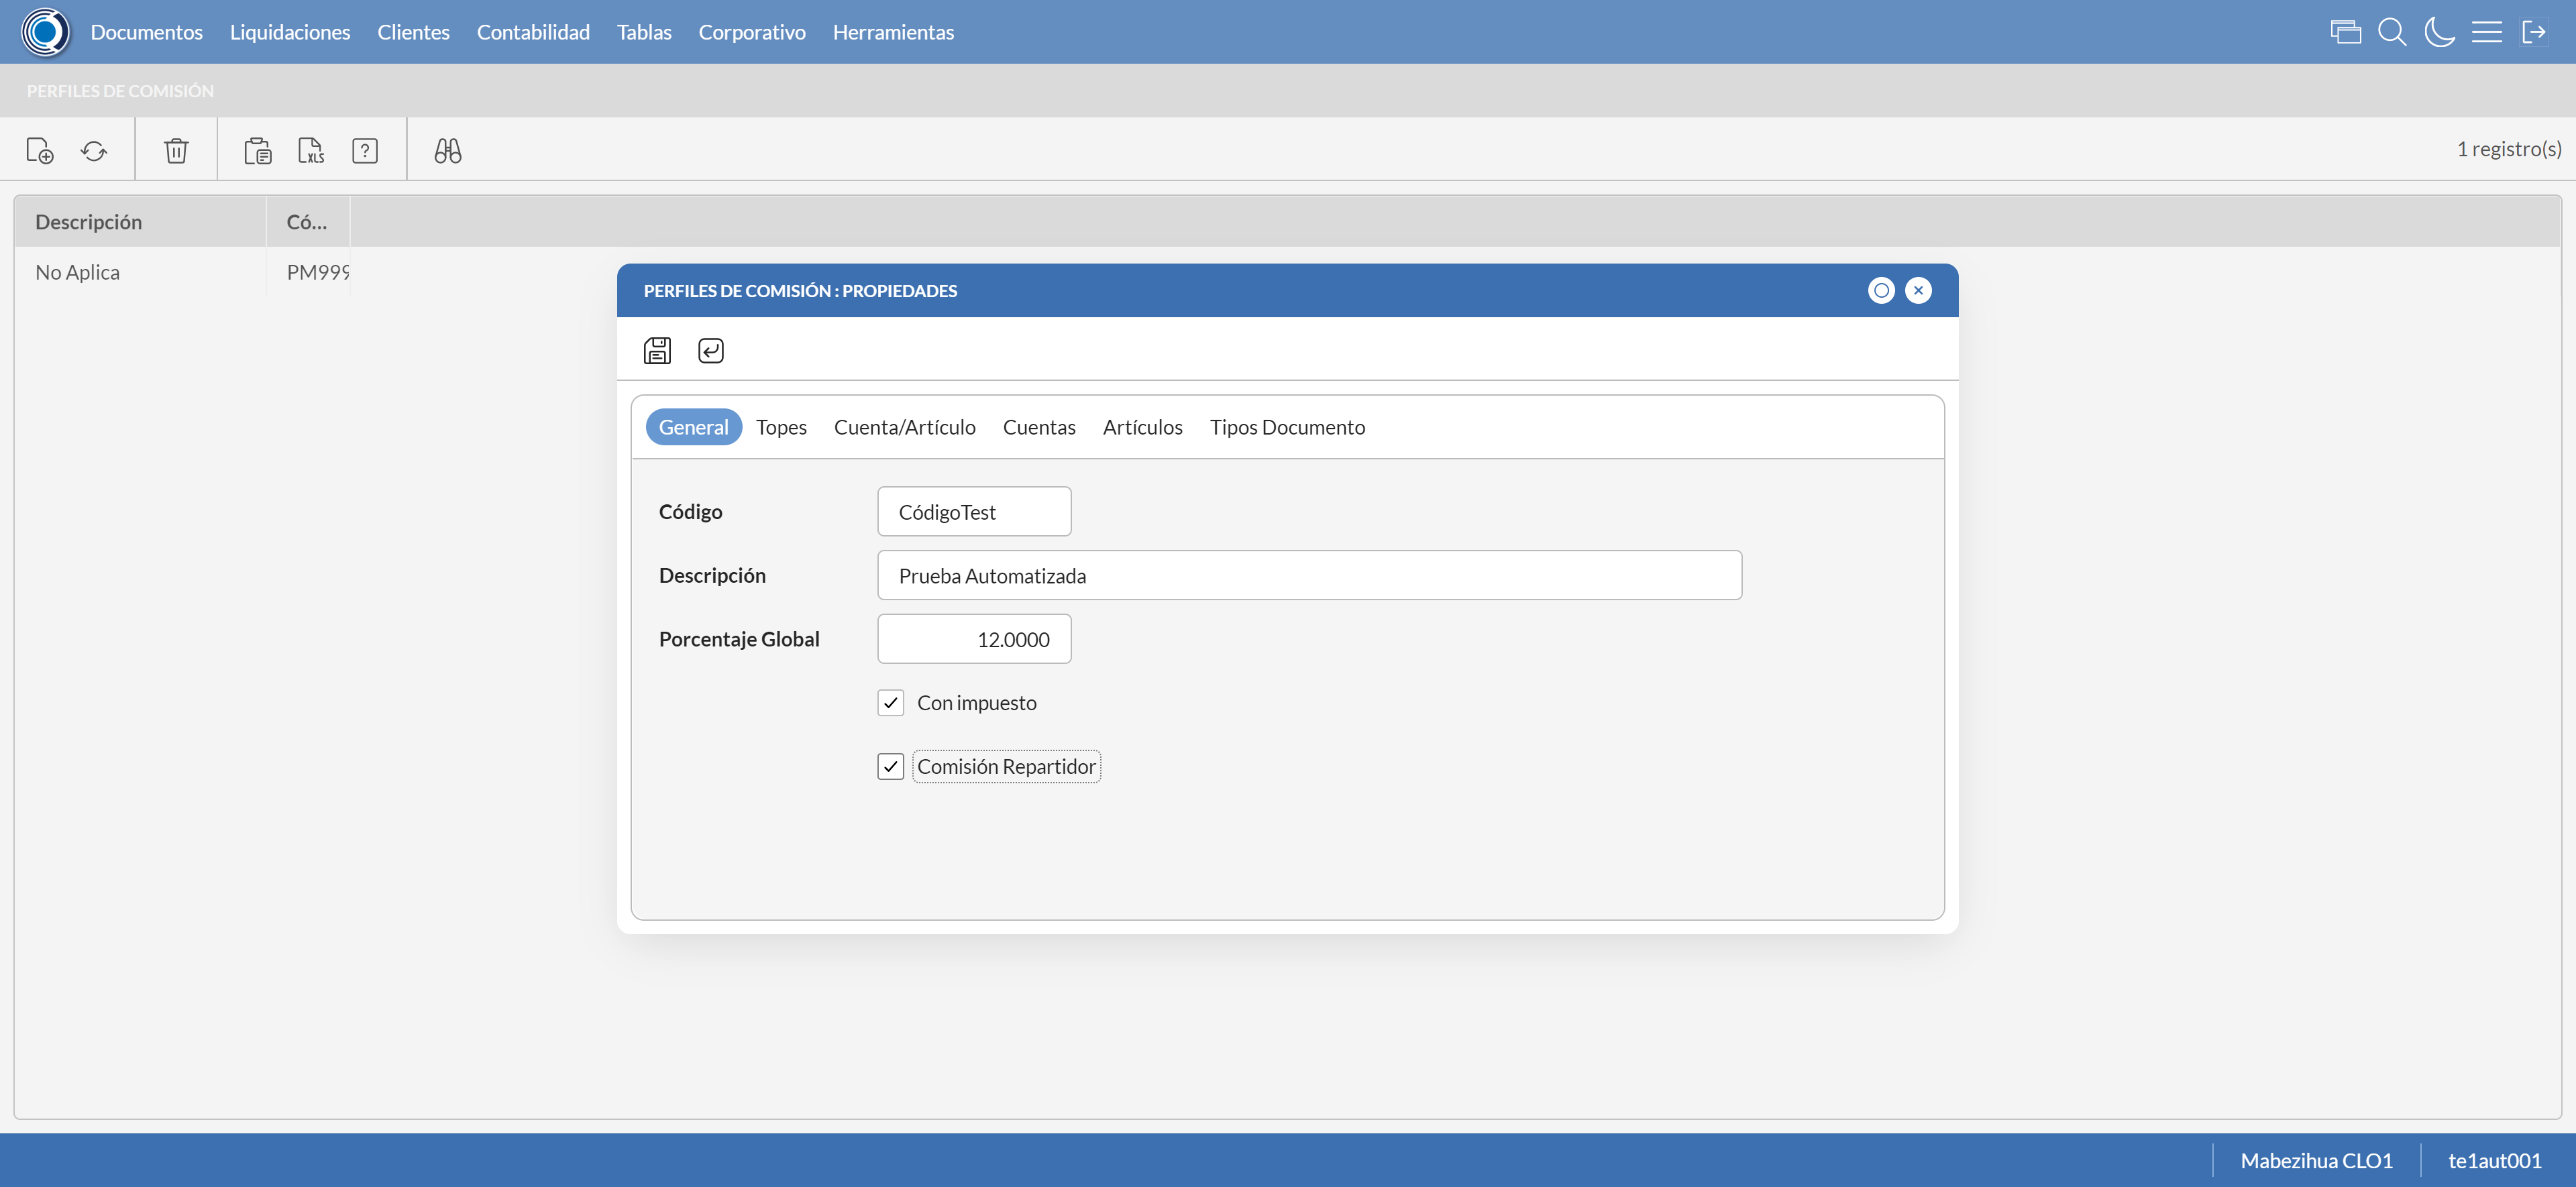 Documentos Liquidaciones Clientes Contabilidad Tablas Corporativo Herramientas
PERFILES DE COMISIÓN
XLS ? 1 registro(s)
Descripción Có...
No Aplica PM999
PERFILES DE COMISIÓN : PROPIEDADES
General Topes Cuenta/Artículo Cuentas Artículos Tipos Documento
Código CódigoTest
Descripción Prueba Automatizada
Porcentaje Global 12.0000
Con impuesto
Comisión Repartidor
Mabezihua CLO1 te1aut001